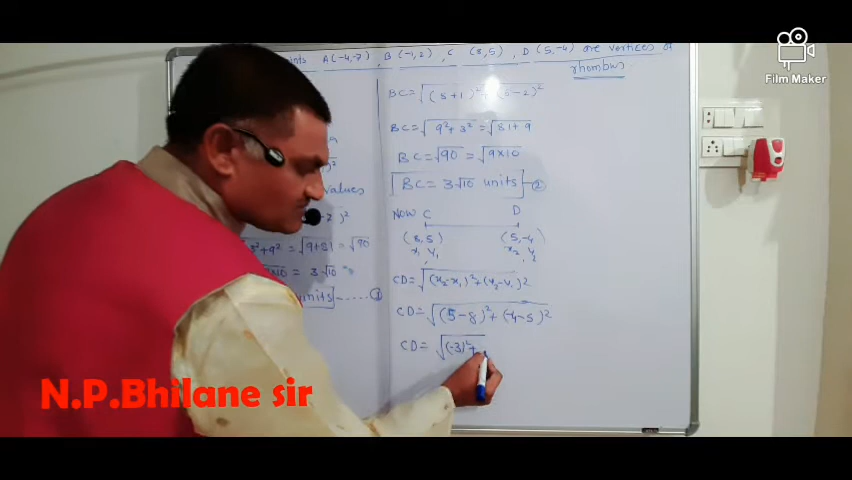 Film Maker
A(-4,-7), B(-1,2), C (8,5), D(5,-4) are vertices of
rhombus.
values
3²+9² = √9+81 = √90
= 3√10
units ...... ①
BC = √(8+1)²+(5-2)²
BC = √9²+3² = √81+9
BC = √90 = √9×10
BC = 3√10 units —②
Now C D
(8,5) (5,-4)
x₁, y₁ x₂, y₂
CD = √(x₂-x₁)²+(y₂-y₁)²
CD = √(5-8)²+(-4-5)²
CD = √(-3)²+
N.P.Bhilane sir